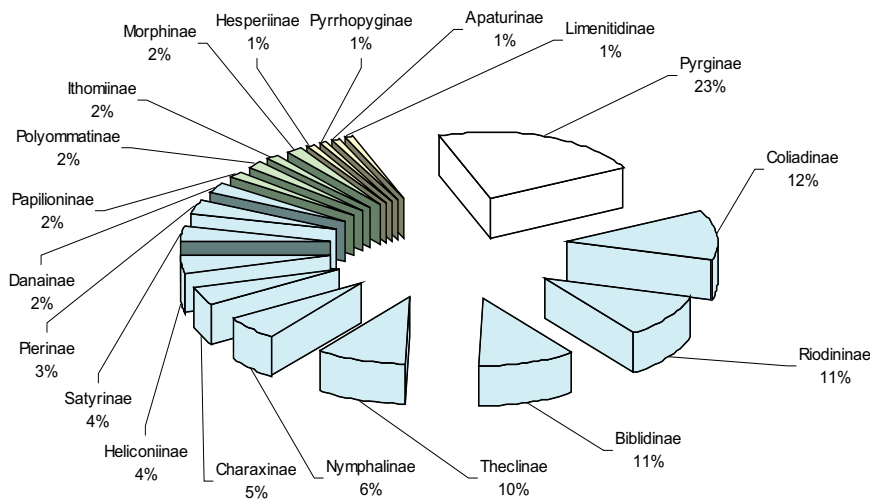 Hesperiinae
1%
Pyrrhopyginae
1%
Apaturinae
1%
Limenitidinae
1%
Pyrginae
23%
Coliadinae
12%
Riodininae
11%
Biblidinae
11%
Theclinae
10%
Nymphalinae
6%
Charaxinae
5%
Heliconiinae
4%
Satyrinae
4%
Pierinae
3%
Danainae
2%
Papilioninae
2%
Polyommatinae
2%
Ithomiinae
2%
Morphinae
2%